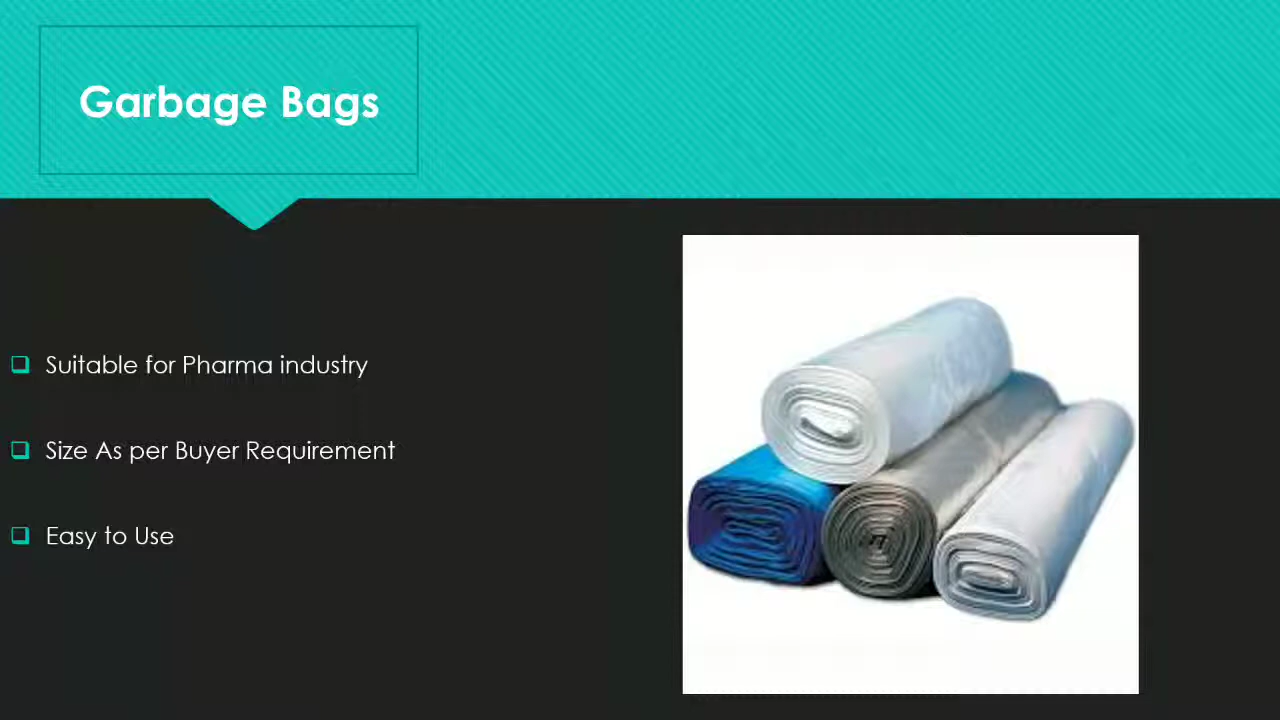 Garbage Bags
Suitable for Pharma industry
Size As per Buyer Requirement
Easy to Use